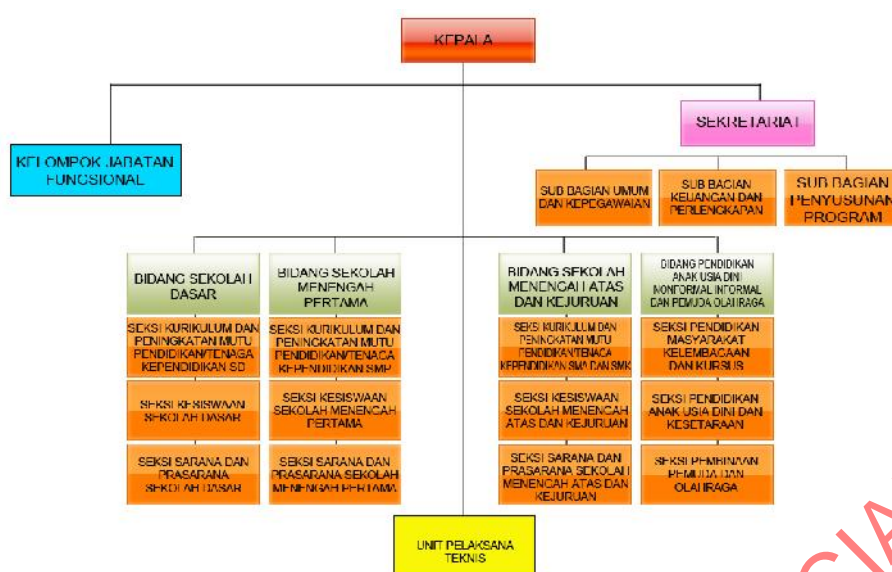 KEPALA
SEKRETARIAT
KELOMPOK JABATAN
FUNGSIONAL
SUB BAGIAN UMUM
DAN KEPEGAWAIAN
SUB BAGIAN
KEUANGAN DAN
PERLENGKAPAN
SUB BAGIAN
PENYUSUNAN
PROGRAM
BIDANG SEKOLAH
DASAR
BIDANG SEKOLAH
MENENGAH
PERTAMA
BIDANG SEKOLAH
MENENGAH ATAS
DAN KEJURUAN
BIDANG PENDIDIKAN
ANAK USIA DINI
NONFORMAL INFORMAL
DAN PEMUDA OLAHRAGA
SEKSI KURIKULUM DAN
PENINGKATAN MUTU
PENDIDIKAN/TENAGA
KEPENDIDIKAN SD
SEKSI KURIKULUM DAN
PENINGKATAN MUTU
PENDIDIKAN/TENAGA
KEPENDIDIKAN SMP
SEKSI KURIKULUM DAN
PENINGKATAN MUTU
PENDIDIKAN/TENAGA
KEPENDIDIKAN SMA DAN SMK
SEKSI PENDIDIKAN
MASYARAKAT
KELEMBAGAAN
DAN KURSUS
SEKSI KESISWAAN
SEKOLAH DASAR
SEKSI KESISWAAN
SEKOLAH MENENGAH
PERTAMA
SEKSI KESISWAAN
SEKOLAH MENENGAH
ATAS DAN KEJURUAN
SEKSI PENDIDIKAN
ANAK USIA DINI DAN
KESETARAAN
SEKSI SARANA DAN
PRASARANA
SEKOLAH DASAR
SEKSI SARANA DAN
PRASARANA SEKOLAH
MENENGAH PERTAMA
SEKSI SARANA DAN
PRASARANA SEKOLAH
MENENGAH ATAS DAN
KEJURUAN
SEKSI PEMBINAAN
PEMUDA DAN
OLAHRAGA
UNIT PELAKSANA
TEKNIS